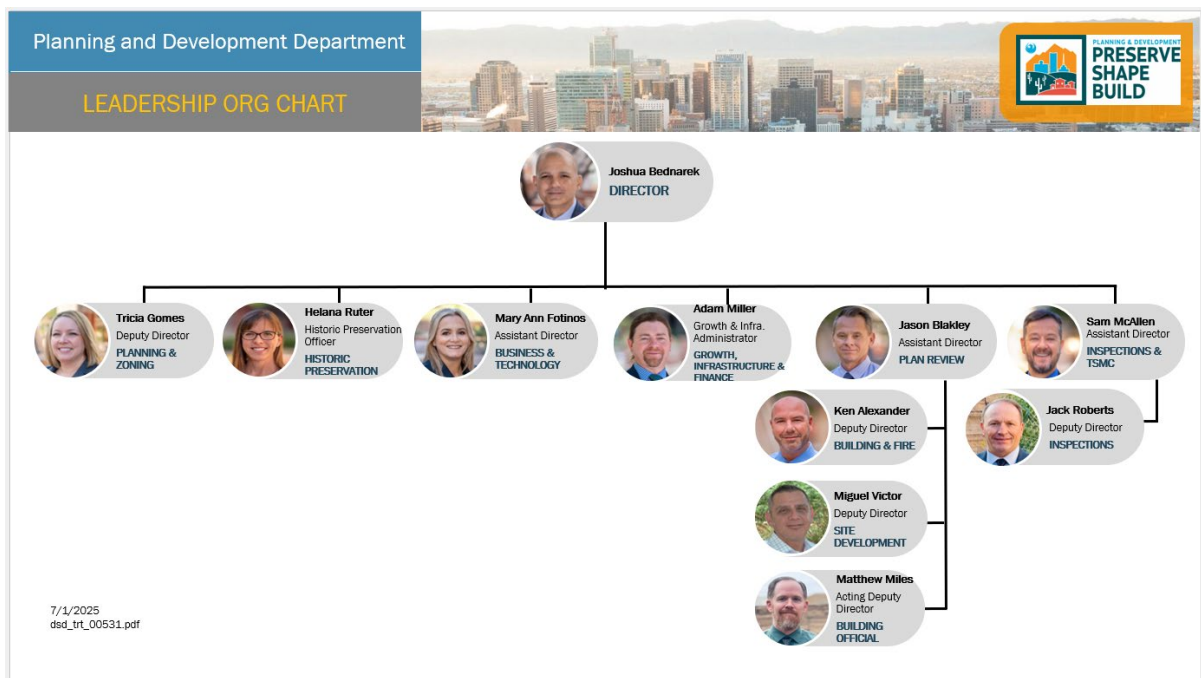 Planning and Development Department
LEADERSHIP ORG CHART
PLANNING & DEVELOPMENT
PRESERVE
SHAPE
BUILD
Joshua Bednarek
DIRECTOR
Tricia Gomes
Deputy Director
PLANNING &
ZONING
Helana Ruter
Historic Preservation
Officer
HISTORIC
PRESERVATION
Mary Ann Fotinos
Assistant Director
BUSINESS &
TECHNOLOGY
Adam Miller
Growth & Infra.
Administrator
GROWTH,
INFRASTRUCTURE &
FINANCE
Jason Blakley
Assistant Director
PLAN REVIEW
Sam McAllen
Assistant Director
INSPECTIONS &
TSMC
Ken Alexander
Deputy Director
BUILDING & FIRE
Jack Roberts
Deputy Director
INSPECTIONS
Miguel Victor
Deputy Director
SITE
DEVELOPMENT
Matthew Miles
Acting Deputy
Director
BUILDING
OFFICIAL
7/1/2025
dsd_trt_00531.pdf